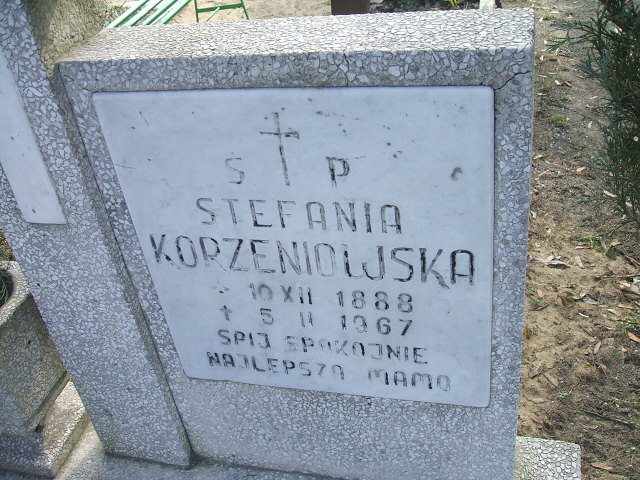 S P
STEFANIA
KORZENIOWSKA
* 10 XII 1888
+ 5 II 1967
SPIJ SPOKOJNIE
NAJLEPSZA MAMO